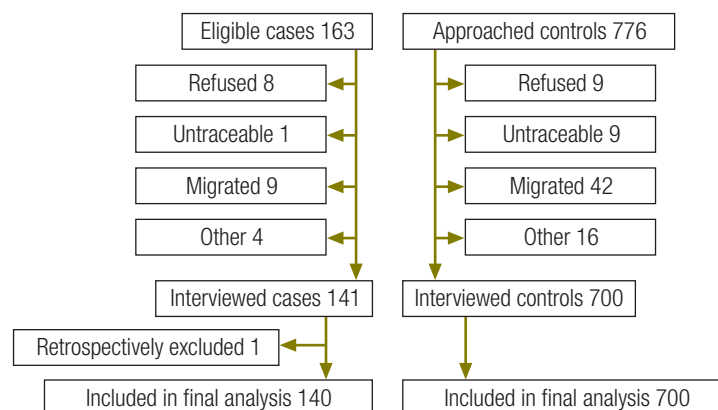 Eligible cases 163
Approached controls 776
Refused 8
Refused 9
Untraceable 1
Untraceable 9
Migrated 9
Migrated 42
Other 4
Other 16
Interviewed cases 141
Interviewed controls 700
Retrospectively excluded 1
Included in final analysis 140
Included in final analysis 700